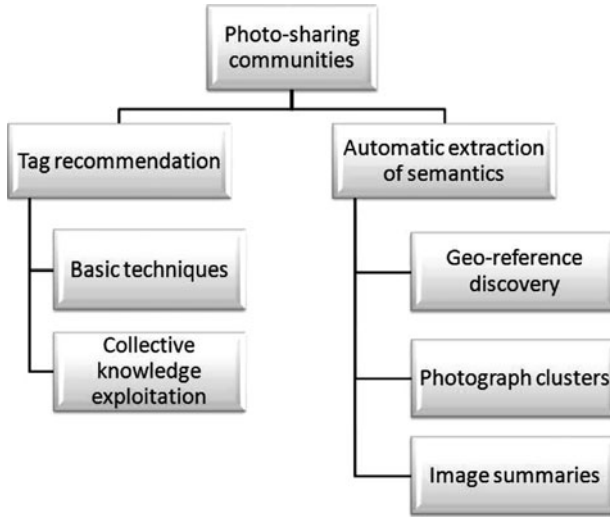 Photo-sharing
communities
Tag recommendation
Automatic extraction
of semantics
Basic techniques
Collective
knowledge
exploitation
Geo-reference
discovery
Photograph clusters
Image summaries